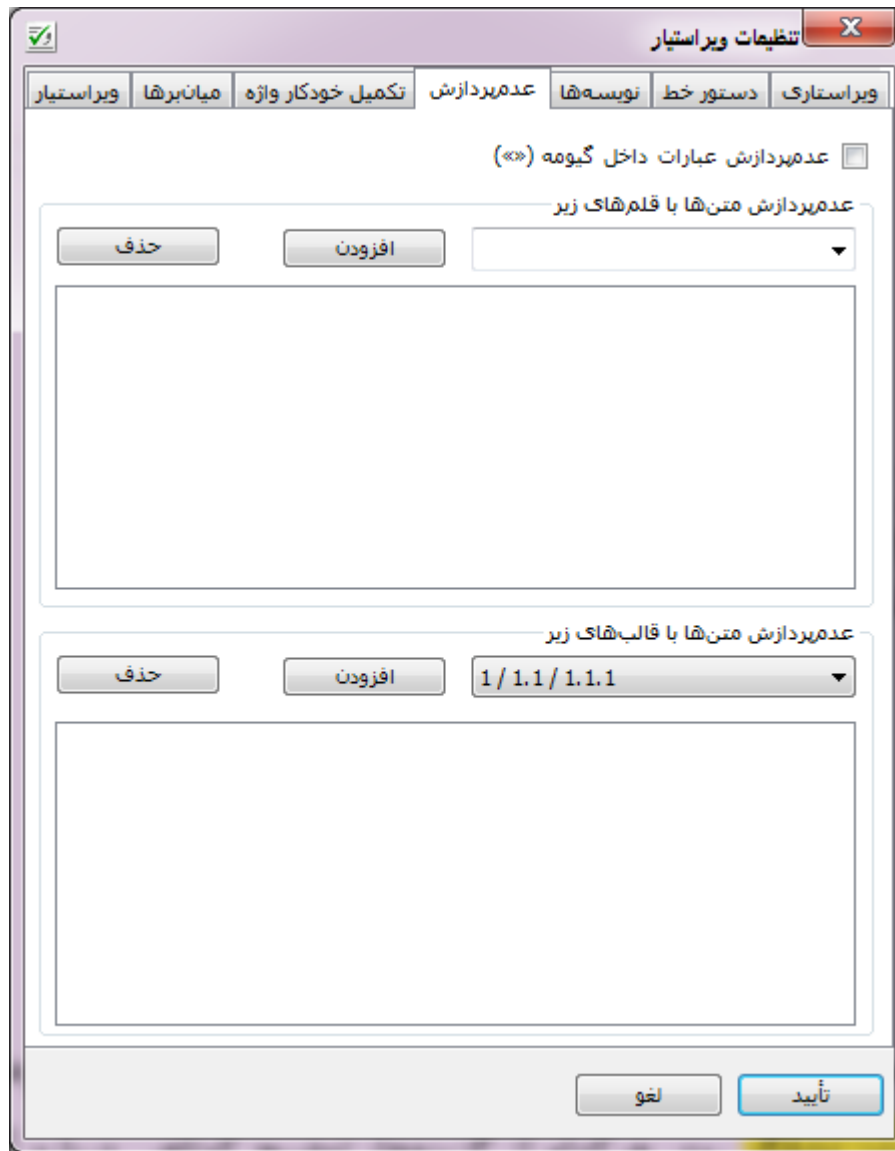 تنظیمات ویراستیار
ویراستاری دستور خط نویسه‌ها عدم‌پردازش تکمیل خودکار واژه میان‌برها ویراستیار
عدم‌پردازش عبارات داخل گیومه («»)
عدم‌پردازش متن‌ها با قلم‌های زیر
افزودن حذف
عدم‌پردازش متن‌ها با قالب‌های زیر
1 / 1.1 / 1.1.1 افزودن حذف
تأیید لغو